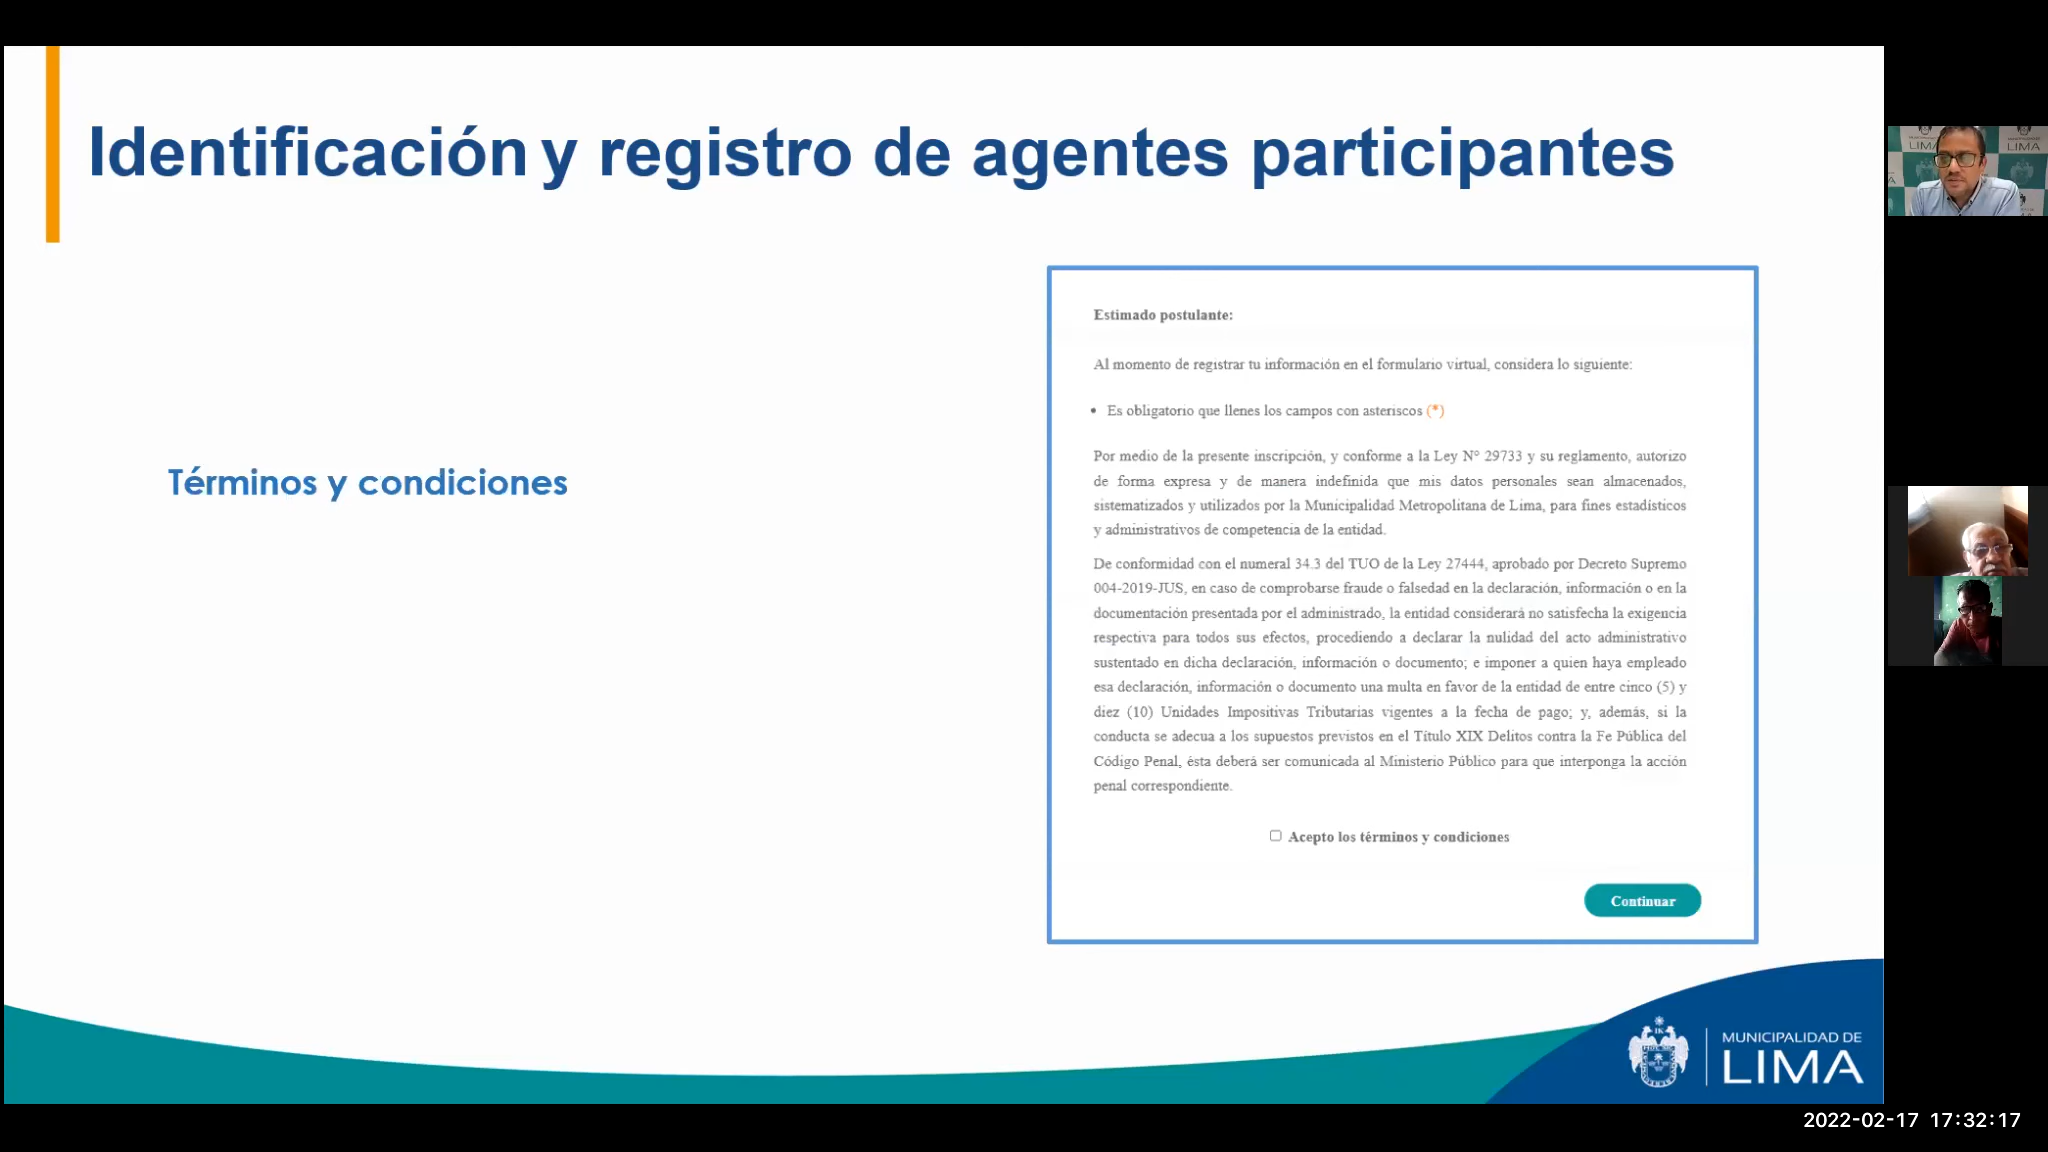 Identificación y registro de agentes participantes
Términos y condiciones
Estimado postulante:
Al momento de registrar tu información en el formulario virtual, considera lo siguiente:
• Es obligatorio que llenes los campos con asteriscos (*)
Por medio de la presente inscripción, y conforme a la Ley N° 29733 y su reglamento, autorizo
de forma expresa y de manera indefinida que mis datos personales sean almacenados,
sistematizados y utilizados por la Municipalidad Metropolitana de Lima, para fines estadísticos
y administrativos de competencia de la entidad.
De conformidad con el numeral 34.3 del TUO de la Ley 27444, aprobado por Decreto Supremo
004-2019-JUS, en caso de comprobarse fraude o falsedad en la declaración, información o en la
documentación presentada por el administrado, la entidad considerará no satisfecha la exigencia
respectiva para todos sus efectos, procediendo a declarar la nulidad del acto administrativo
sustentado en dicha declaración, información o documento; e imponer a quien haya empleado
esa declaración, información o documento una multa en favor de la entidad de entre cinco (5) y
diez (10) Unidades Impositivas Tributarias vigentes a la fecha de pago; y, además, si la
conducta se adecua a los supuestos previstos en el Título XIX Delitos contra la Fe Pública del
Código Penal, ésta deberá ser comunicada al Ministerio Público para que interponga la acción
penal correspondiente.
Acepto los términos y condiciones
Continuar
MUNICIPALIDAD DE
LIMA
LIMA
LIMA
2022-02-17 17:32:17